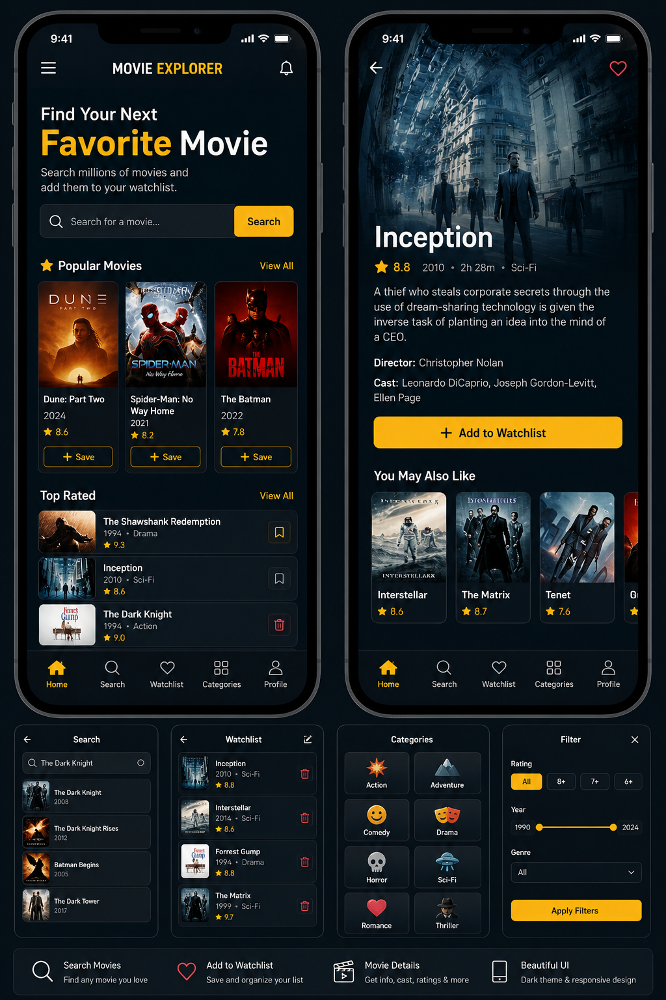 9:41
MOVIE EXPLORER
Find Your Next
Favorite Movie
Search millions of movies and
add them to your watchlist.
Search for a movie...
Search
Popular Movies
View All
DUNE
PART TWO
SPIDER-MAN
No Way Home
THE
BATMAN
Dune: Part Two
2024
8.6
Save
Spider-Man: No
Way Home
2021
8.2
Save
The Batman
2022
7.8
Save
Top Rated
View All
The Shawshank Redemption
1994 • Drama
9.3
Inception
2010 • Sci-Fi
8.6
Gump
The Dark Knight
1994 • Action
9.0
Home
Search
Watchlist
Categories
Profile
9:41
Inception
8.8 2010 • 2h 28m • Sci-Fi
A thief who steals corporate secrets through the
use of dream-sharing technology is given the
inverse task of planting an idea into the mind of
a CEO.
Director: Christopher Nolan
Cast: Leonardo DiCaprio, Joseph Gordon-Levitt,
Ellen Page
Add to Watchlist
You May Also Like
INTERSTELLAKK
Interstellar
8.6
The Matrix
8.7
Tenet
7.6
Home
Search
Watchlist
Categories
Profile
Search
The Dark Knight
The Dark Knight
2008
The Dark Knight Rises
2012
Batman Begins
2005
The Dark Tower
2017
Watchlist
Inception
2010 • Sci-Fi
8.8
Interstellar
2014 • Sci-Fi
8.6
Gump
Forrest Gump
1994 • Drama
8.8
The Matrix
1999 • Sci-Fi
9.7
Categories
Action
Adventure
Comedy
Drama
Horror
Sci-Fi
Romance
Thriller
Filter
Rating
All
8+
7+
6+
Year
1990
2024
Genre
All
Apply Filters
Search Movies
Find any movie you love
Add to Watchlist
Save and organize your list
Movie Details
Get info, cast, ratings & more
Beautiful UI
Dark theme & responsive design